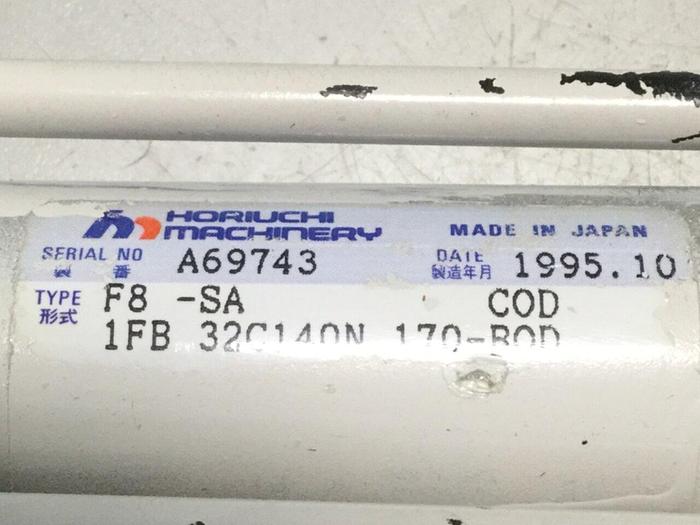 HORIUCHI
MACHINERY
MADE IN JAPAN
SERIAL NO A69743
製 番
DATE 1995.10
製造年月
TYPE F8 -SA COD
形式
1FB 32C140N 170-BOD